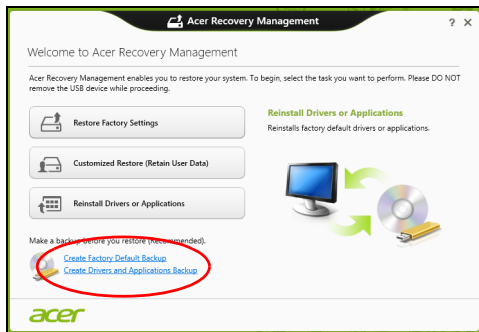 Acer Recovery Management
? X
Welcome to Acer Recovery Management
Acer Recovery Management enables you to restore your system. To begin, select the task you want to perform. Please DO NOT
remove the USB device while proceeding.
Restore Factory Settings
Customized Restore (Retain User Data)
Reinstall Drivers or Applications
Reinstall Drivers or Applications
Reinstalls factory default drivers or applications.
Make a backup before you restore (Recommended).
Create Factory Default Backup
Create Drivers and Applications Backup
acer